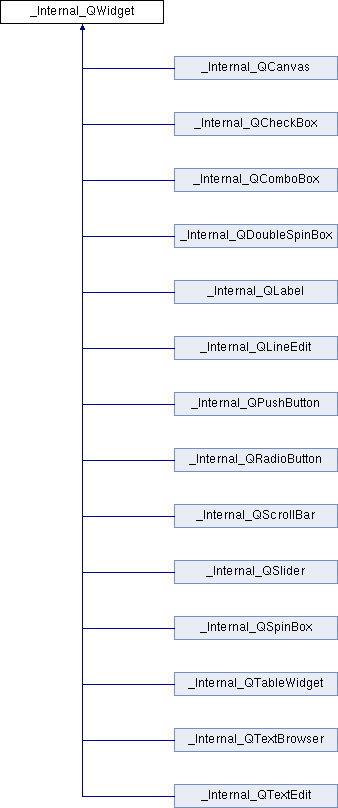 _Internal_QWidget
_Internal_QCanvas
_Internal_QCheckBox
_Internal_QComboBox
_Internal_QDoubleSpinBox
_Internal_QLabel
_Internal_QLineEdit
_Internal_QPushButton
_Internal_QRadioButton
_Internal_QScrollBar
_Internal_QSlider
_Internal_QSpinBox
_Internal_QTableWidget
_Internal_QTextBrowser
_Internal_QTextEdit